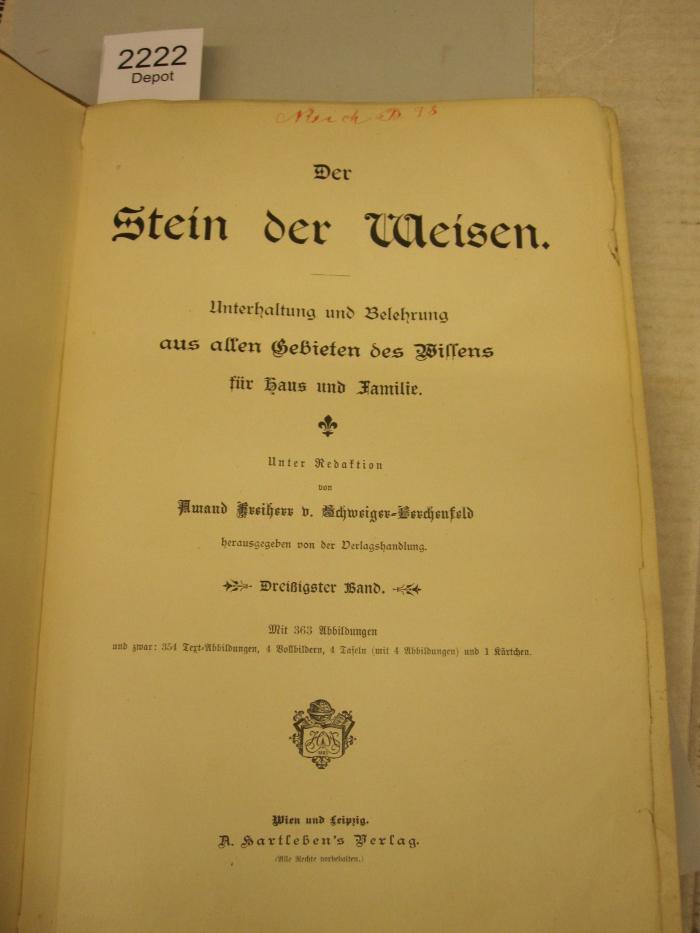 2222
Depot
Der
Stein der Weisen.
Unterhaltung und Belehrung
aus allen Gebieten des Wissens
für Haus und Familie.
Unter Redaktion
von
Amand Freiherr v. Schweiger-Lerchenfeld
herausgegeben von der Verlagshandlung.
Dreißigster Band.
Mit 363 Abbildungen
und zwar: 354 Text-Abbildungen, 4 Vollbildern, 4 Tafeln (mit 4 Abbildungen) und 1 Kärtchen.
Wien und Leipzig.
A. Hartleben's Verlag.
(Alle Rechte vorbehalten.)